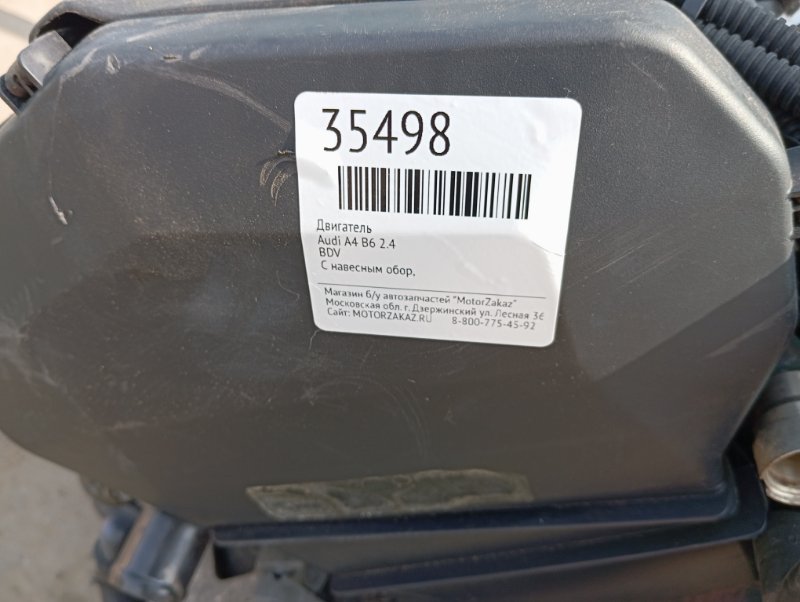 35498
Двигатель
Audi A4 B6 2.4
BDV
С навесным обор,
Магазин б/у автозапчастей "MotorZakaz"
Московская обл. г. Дзержинский ул. Лесная 36
Сайт: MOTORZAKAZ.RU 8-800-775-45-92